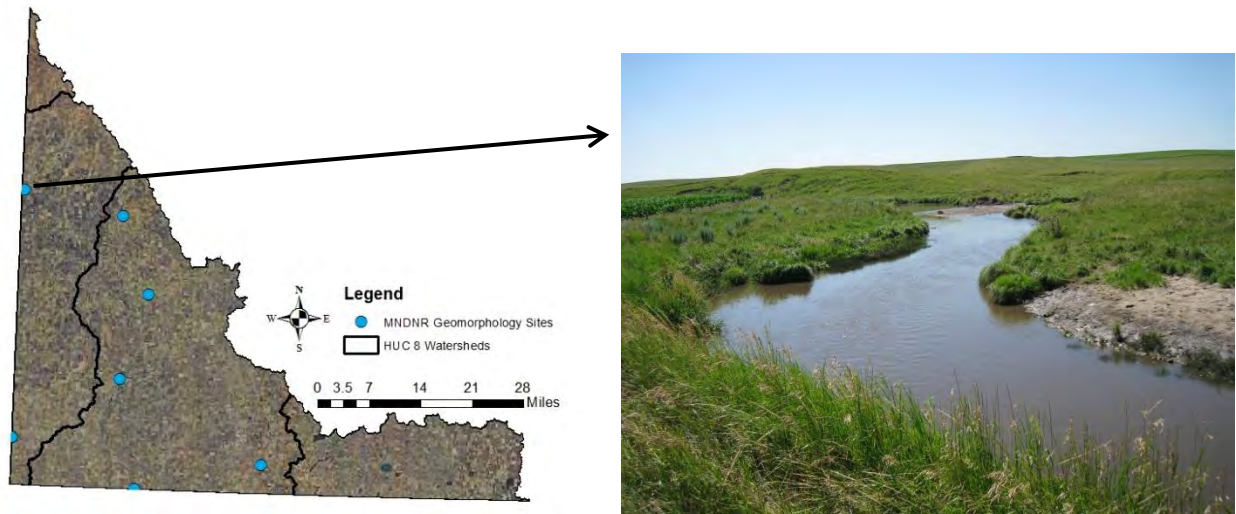 N
W E
S
Legend
MNDNR Geomorphology Sites
HUC 8 Watersheds
0 3.5 7 14 21 28
Miles